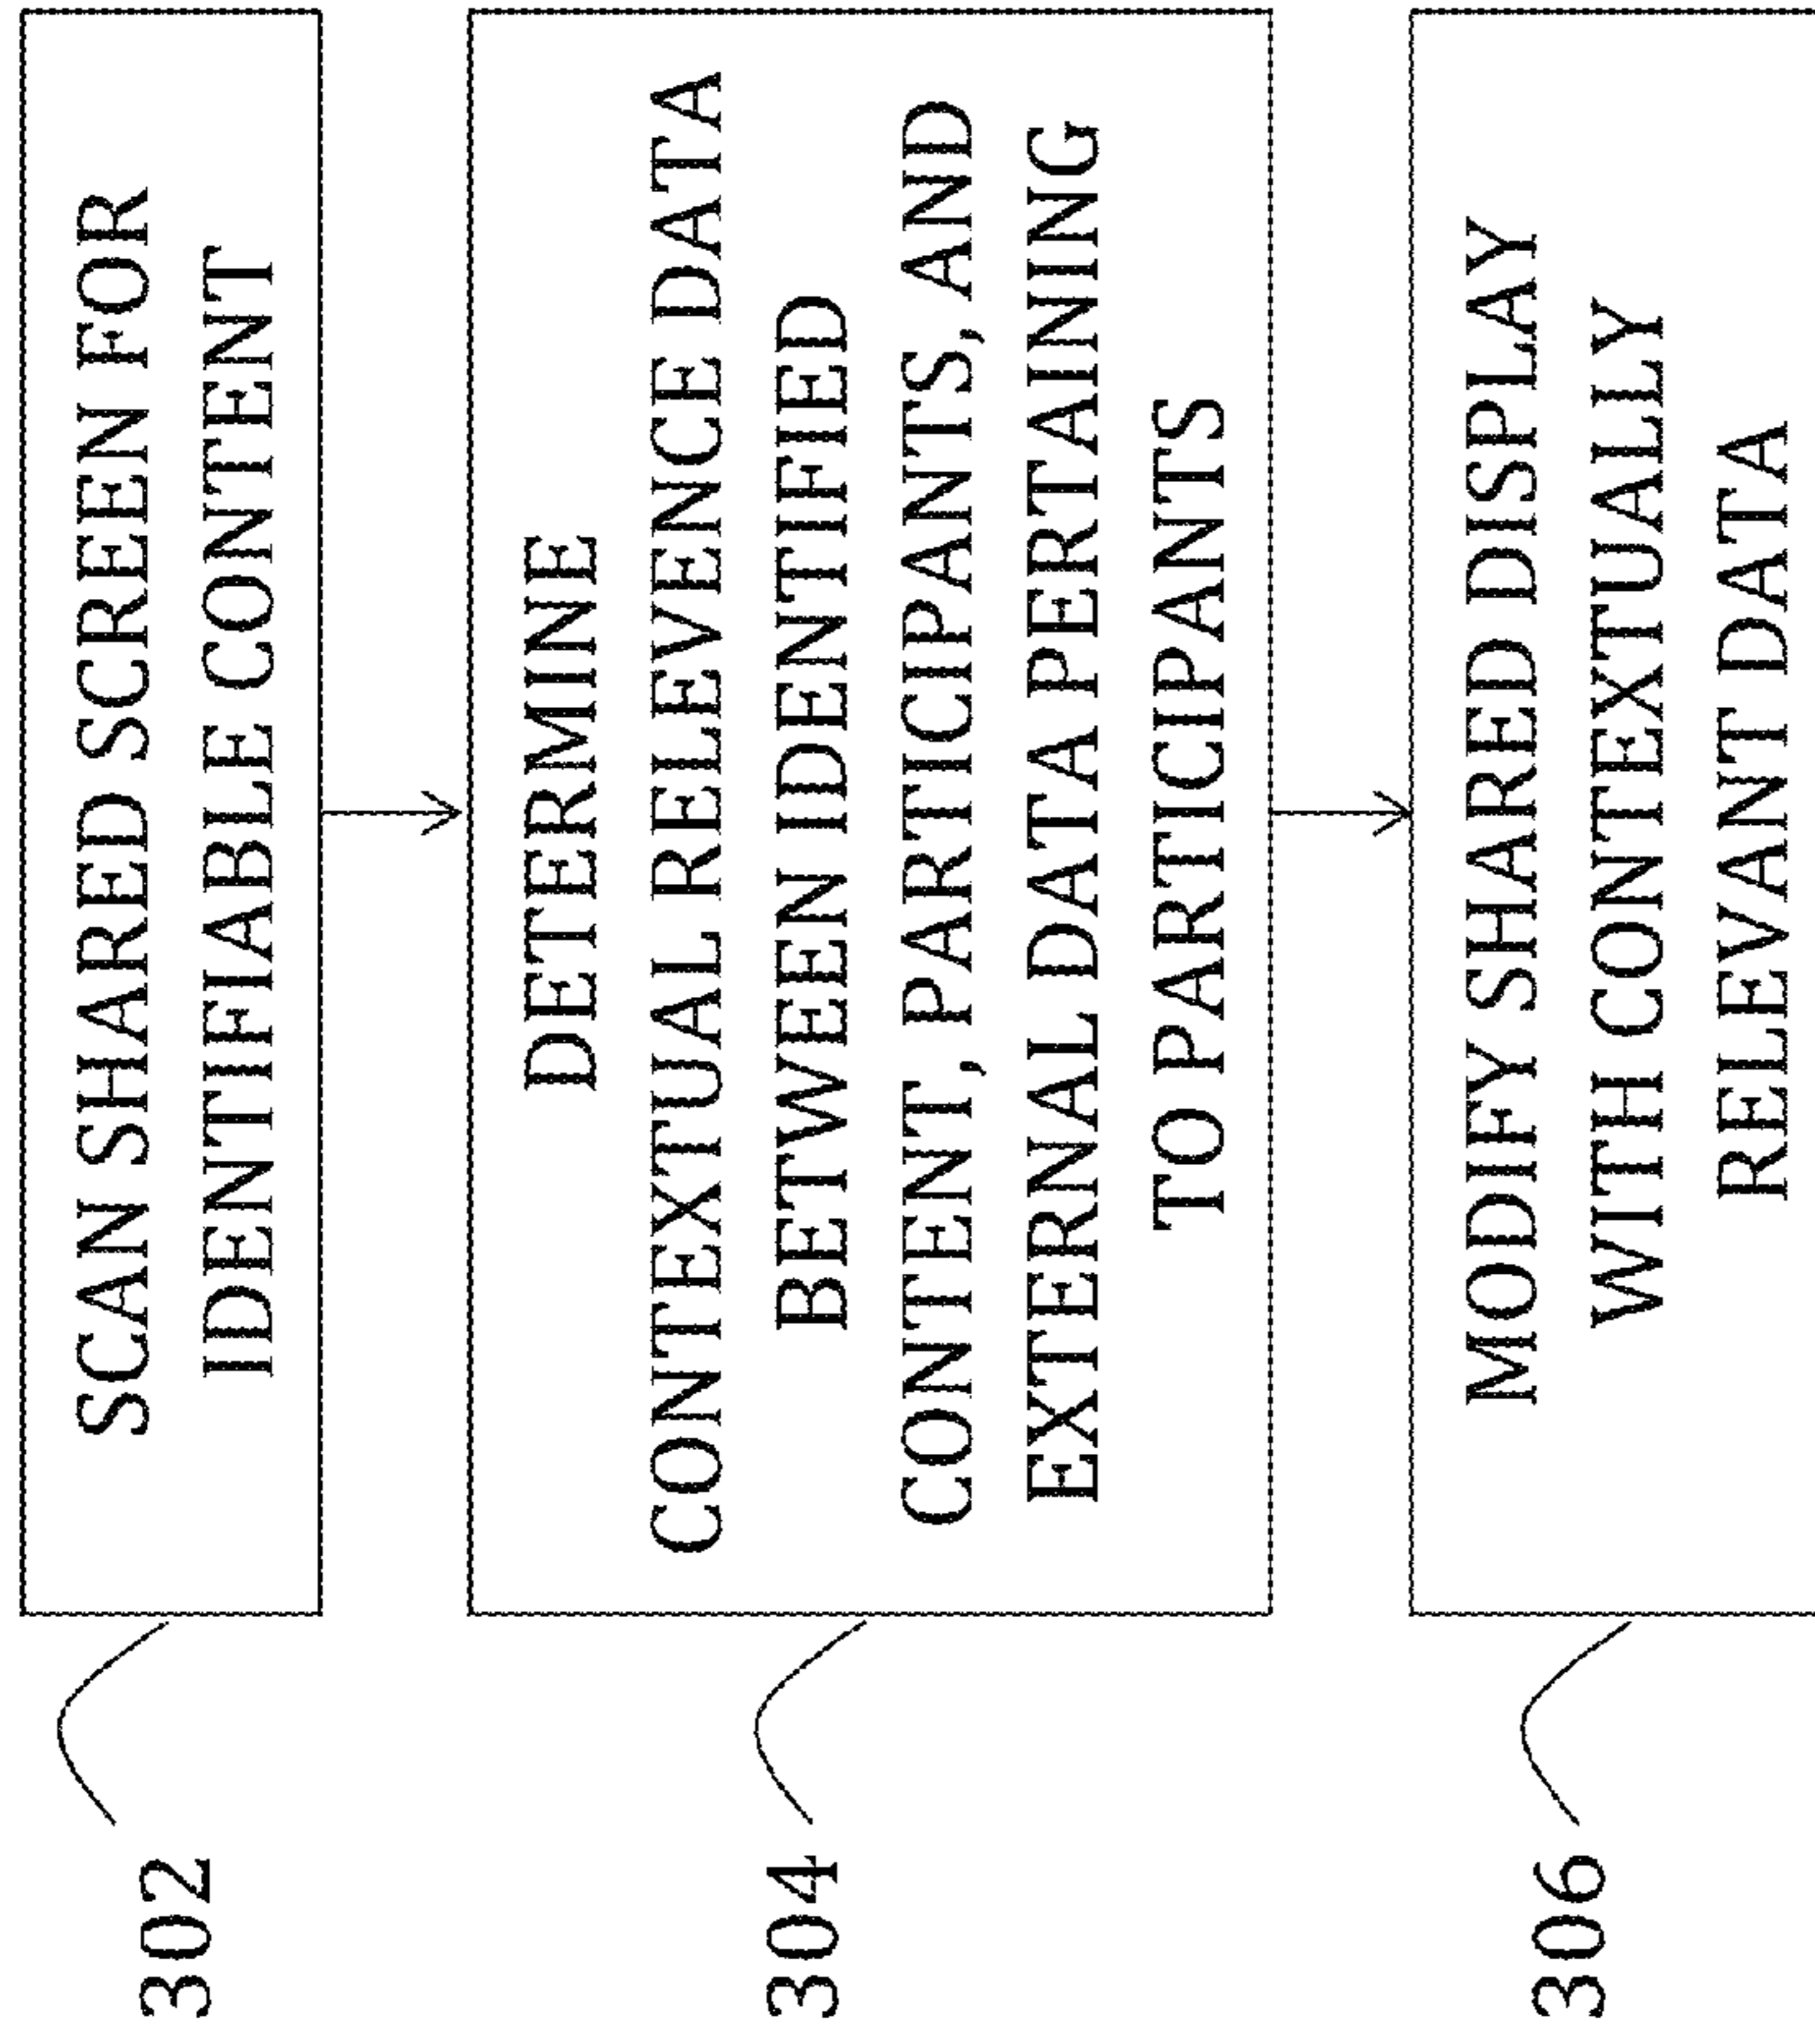 302
SCAN SHARED SCREEN FOR
IDENTIFIABLE CONTENT
304
DETERMINE
CONTEXTUAL RELEVENCE DATA
BETWEEN IDENTIFIED
CONTENT, PARTICIPANTS, AND
EXTERNAL DATA PERTAINING
TO PARTICIPANTS
306
MODIFY SHARED DISPLAY
WITH CONTEXTUALLY
RELEVANT DATA